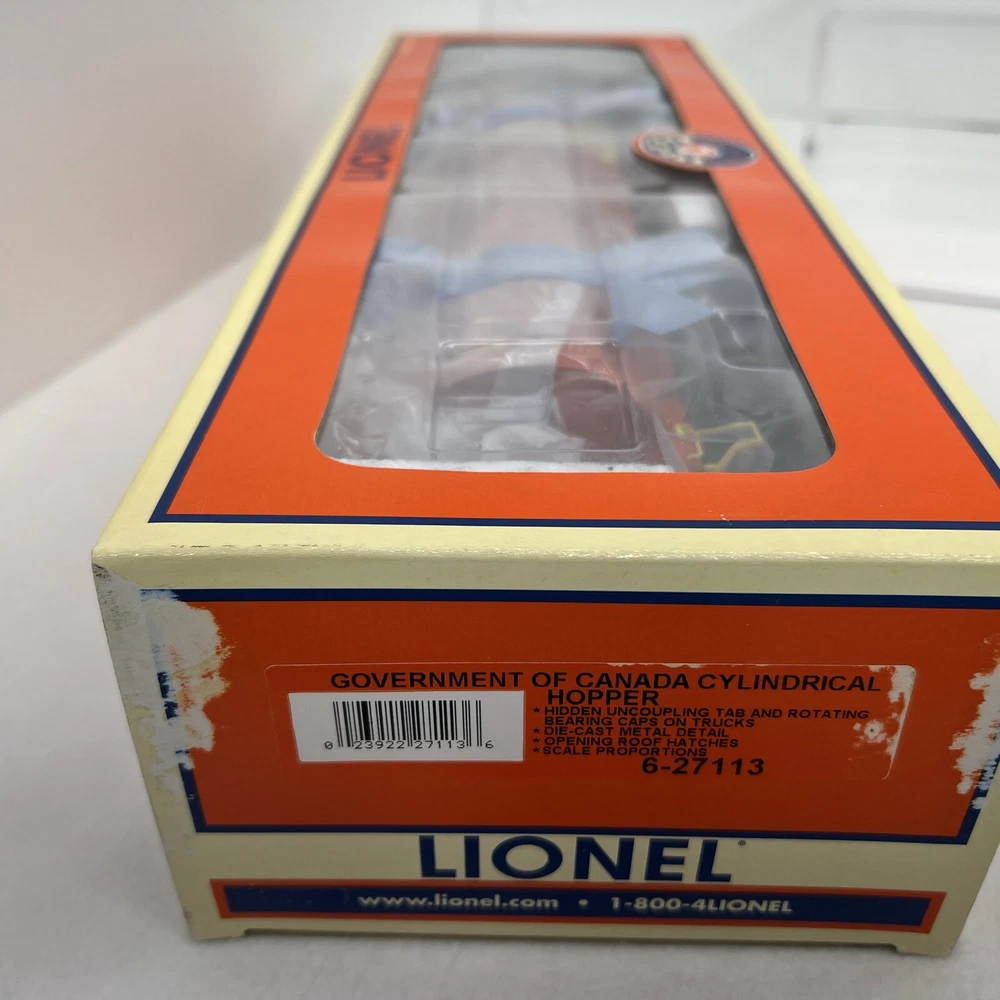 LIONEL
GOVERNMENT OF CANADA CYLINDRICAL
HOPPER
* HIDDEN UNCOUPLING TAB AND ROTATING
BEARING CAPS ON TRUCKS
* DIE-CAST METAL DETAIL
* OPENING ROOF HATCHES
* SCALE PROPORTIONS
6-27113
0 23922 27113 6
LIONEL
www.lionel.com • 1-800-4LIONEL